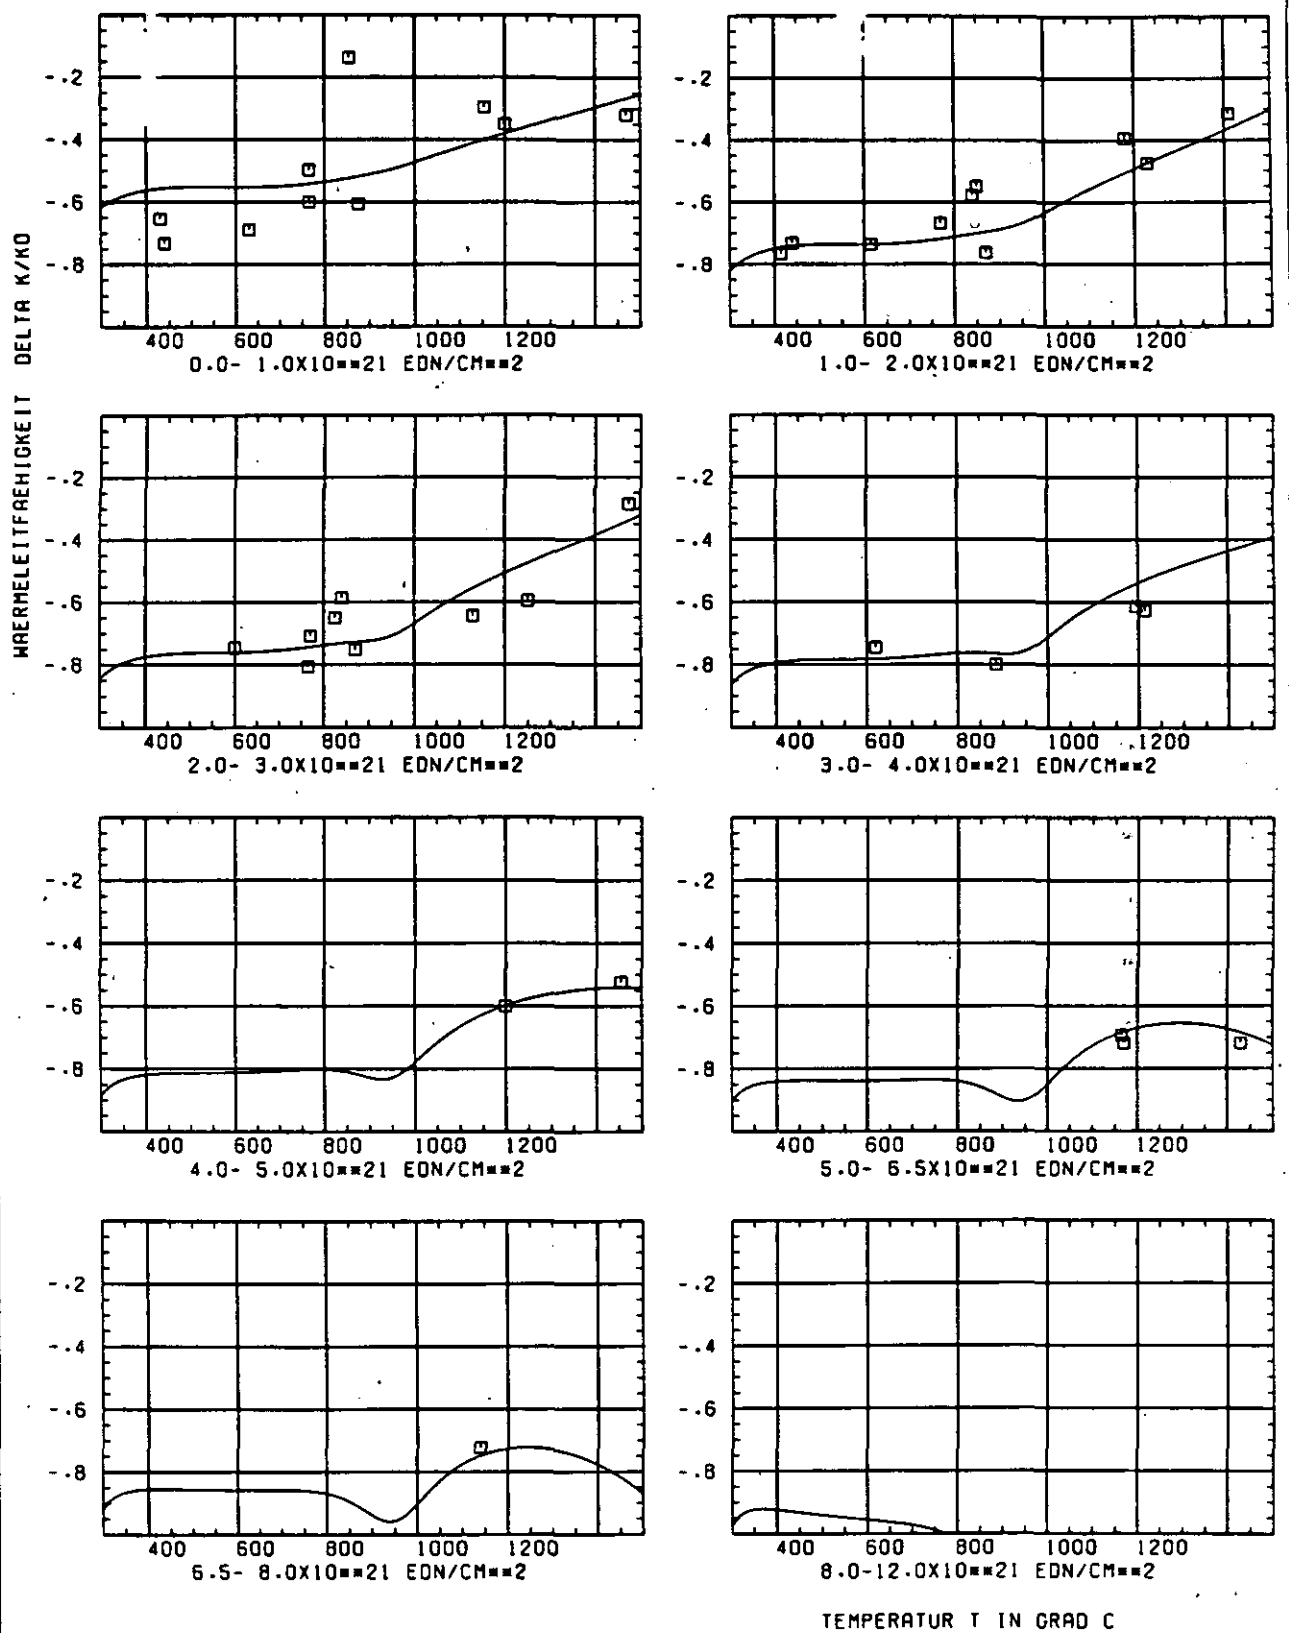 WAERMELEITFAEHIGKEIT DELTA K/KO
-.2
-.4
-.6
-.8
400 600 800 1000 1200
0.0- 1.0X10**21 EDN/CM**2
-.2
-.4
-.6
-.8
400 600 800 1000 1200
1.0- 2.0X10**21 EDN/CM**2
-.2
-.4
-.6
-.8
400 600 800 1000 1200
2.0- 3.0X10**21 EDN/CM**2
-.2
-.4
-.6
-.8
400 600 800 1000 1200
3.0- 4.0X10**21 EDN/CM**2
-.2
-.4
-.6
-.8
400 600 800 1000 1200
4.0- 5.0X10**21 EDN/CM**2
-.2
-.4
-.6
-.8
400 600 800 1000 1200
5.0- 6.5X10**21 EDN/CM**2
-.2
-.4
-.6
-.8
400 600 800 1000 1200
6.5- 8.0X10**21 EDN/CM**2
-.2
-.4
-.6
-.8
400 600 800 1000 1200
8.0-12.0X10**21 EDN/CM**2
TEMPERATUR T IN GRAD C